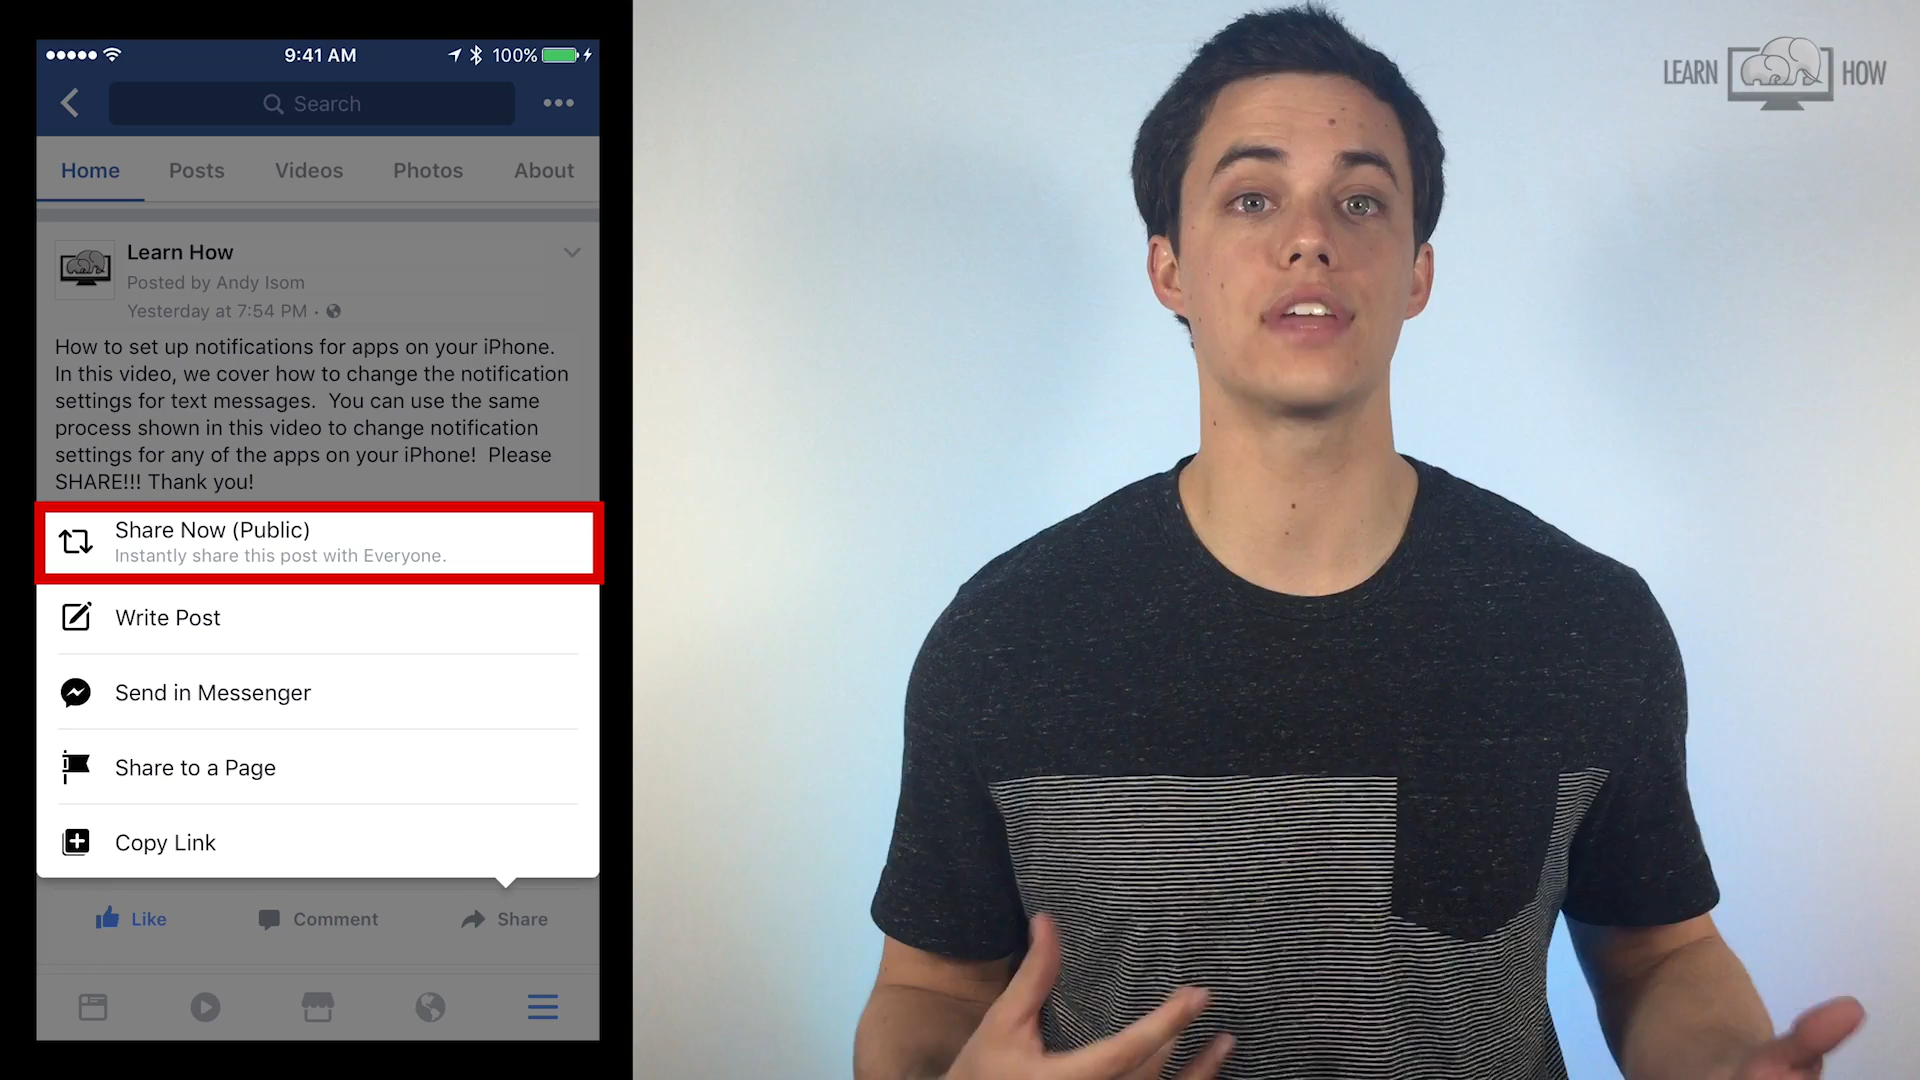 9:41 AM
100%
Search
Home Posts Videos Photos About
Learn How
Posted by Andy Isom
Yesterday at 7:54 PM ·
How to set up notifications for apps on your iPhone.
In this video, we cover how to change the notification
settings for text messages.  You can use the same
process shown in this video to change notification
settings for any of the apps on your iPhone!  Please
SHARE!!! Thank you!
Share Now (Public)
Instantly share this post with Everyone.
Write Post
Send in Messenger
Share to a Page
Copy Link
Like Comment Share
LEARN HOW